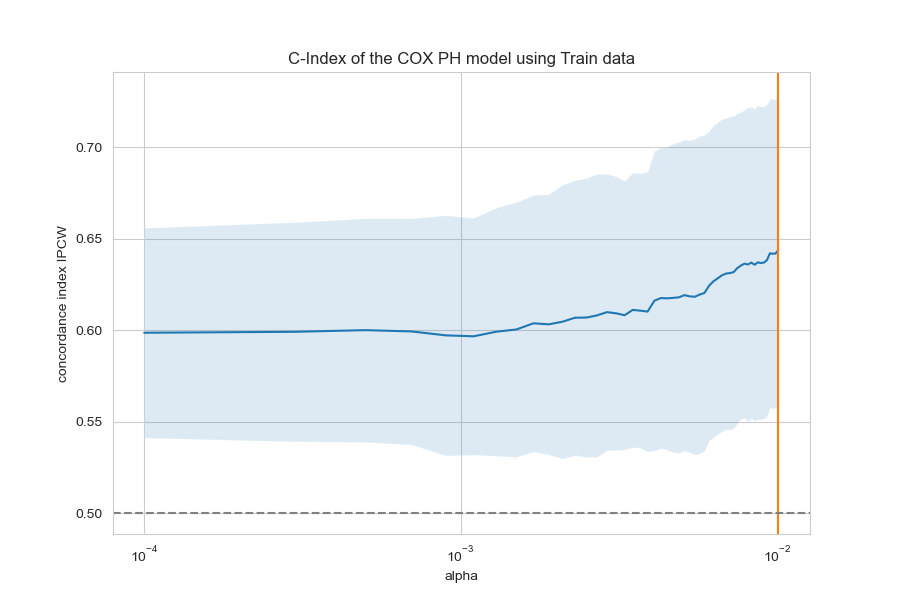 C-Index of the COX PH model using Train data
concordance index IPCW
0.70
0.65
0.60
0.55
0.50
10⁻⁴ 10⁻³ 10⁻²
alpha